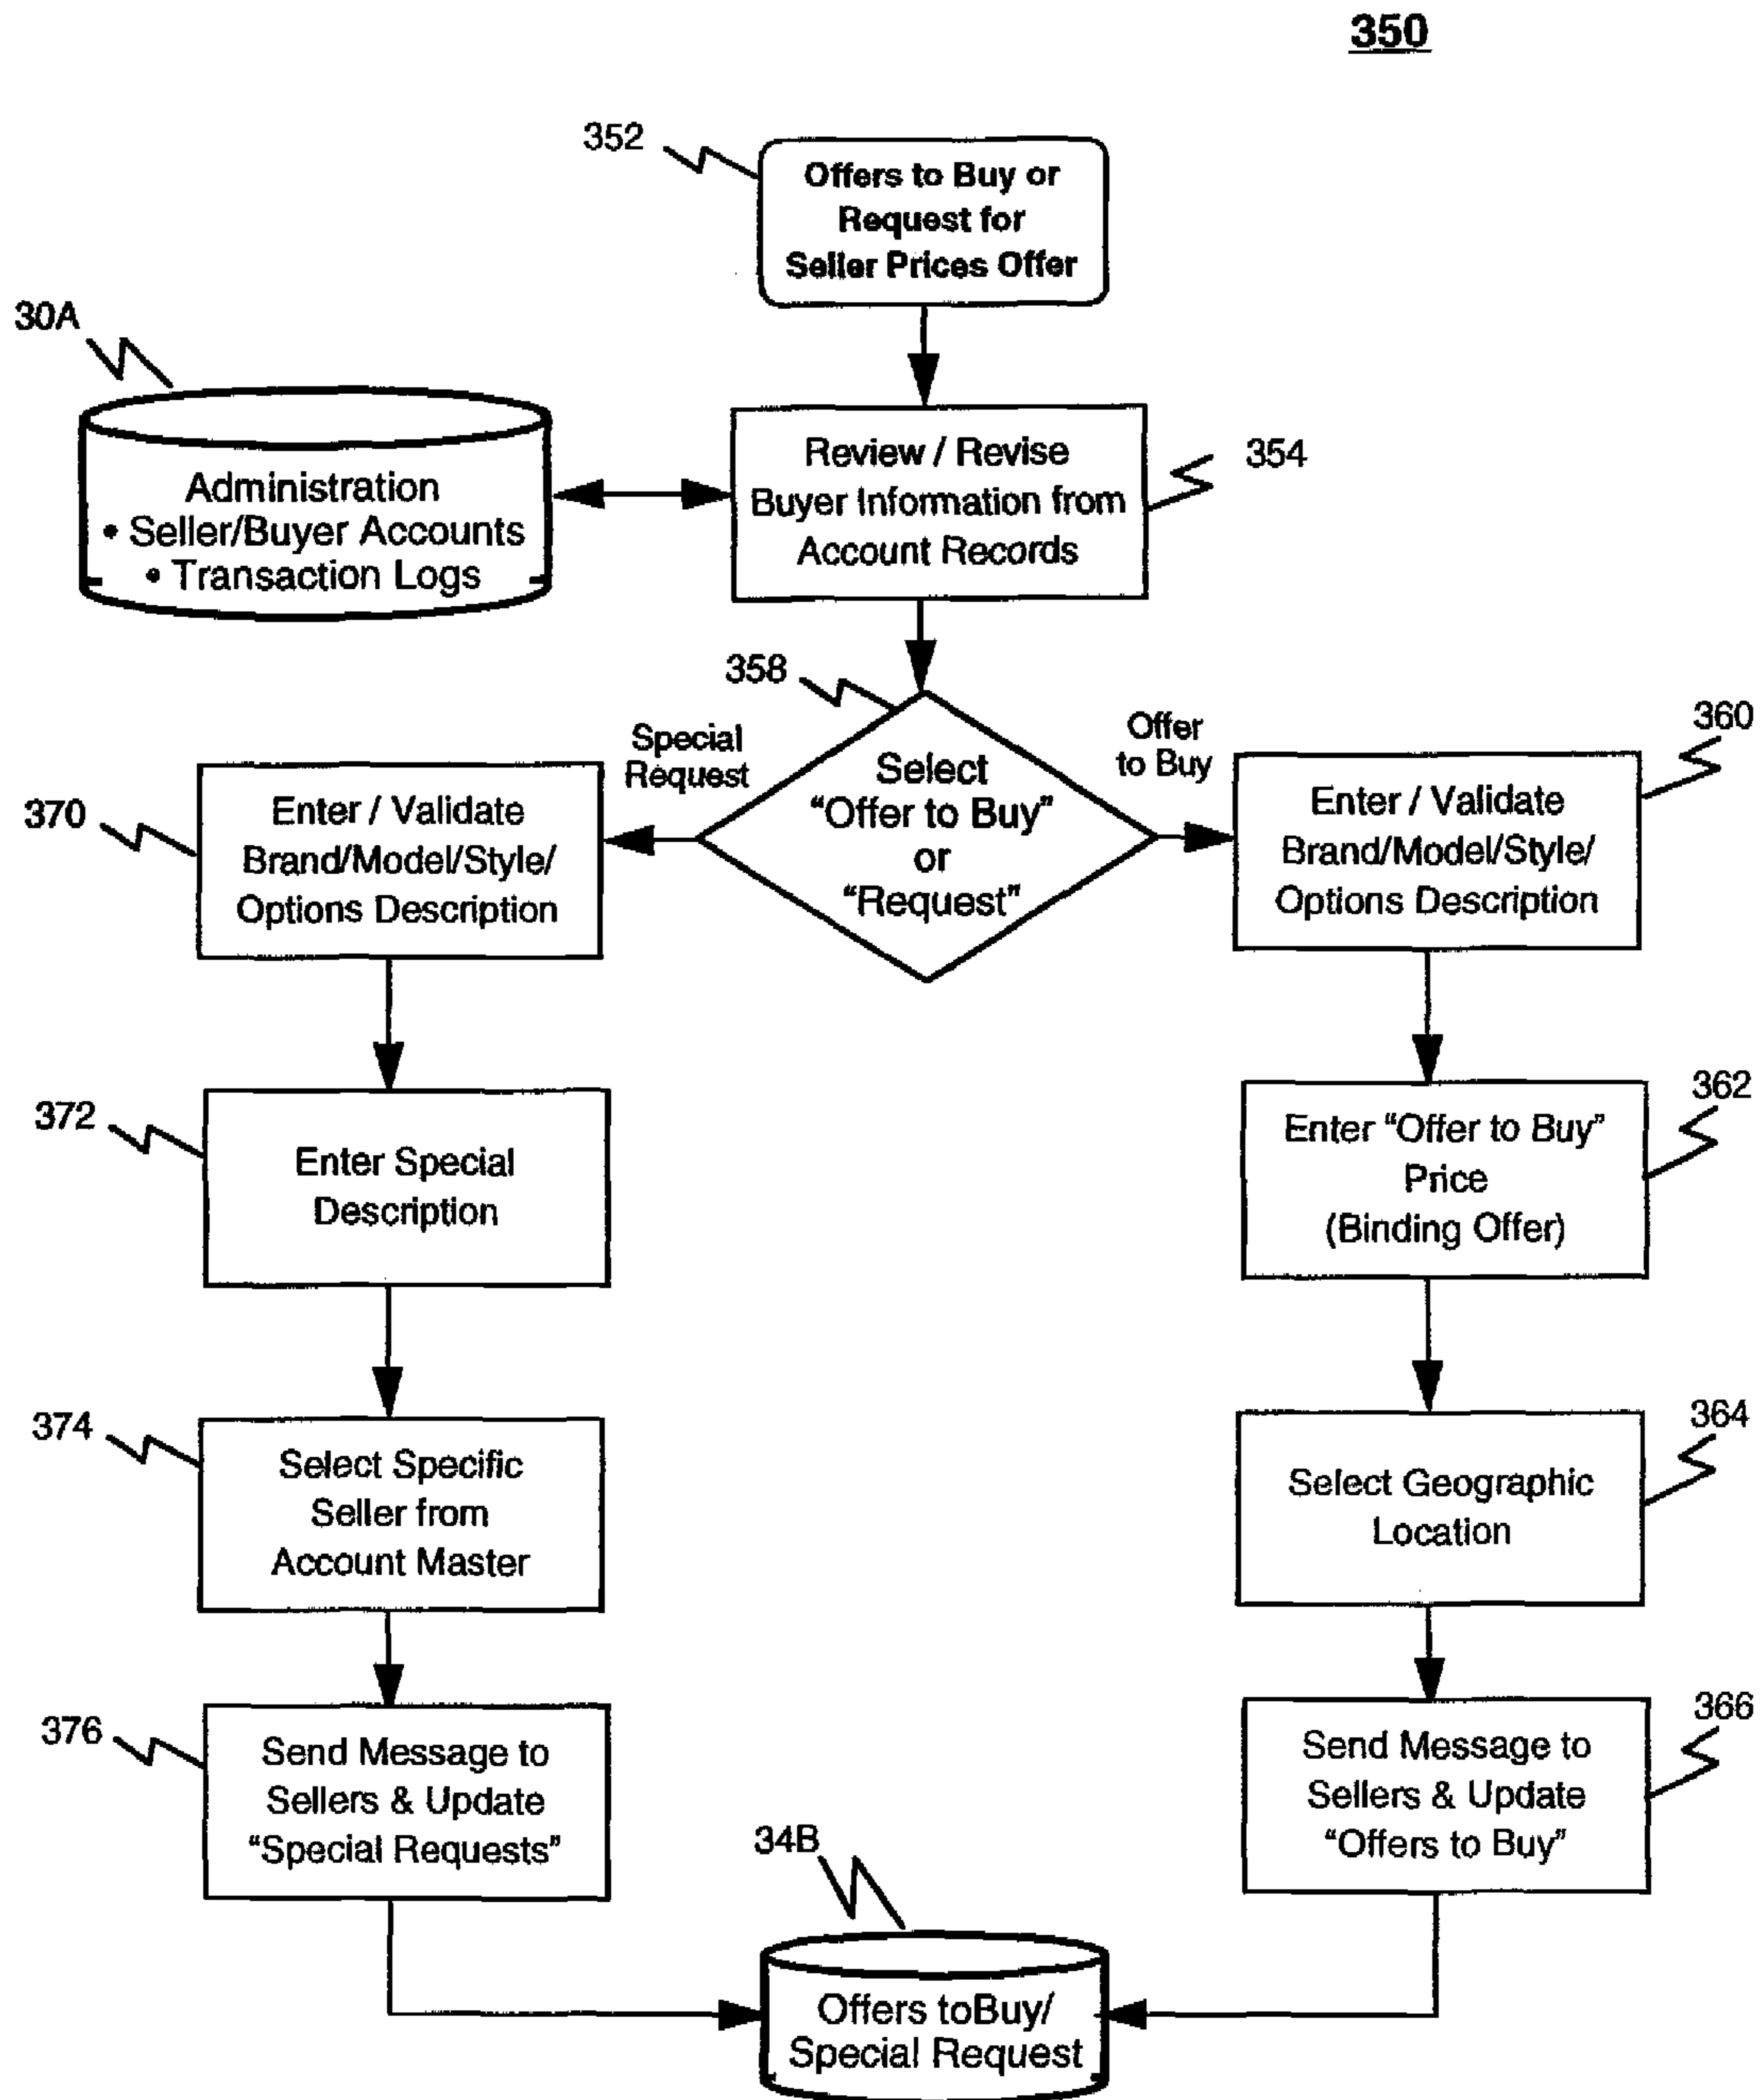 350
352
Offers to Buy or
Request for
Seller Prices Offer
30A
Administration
• Seller/Buyer Accounts
• Transaction Logs
Review / Revise
Buyer Information from
Account Records
354
358
Special
Request
Select
“Offer to Buy”
or
“Request”
Offer
to Buy
360
370
Enter / Validate
Brand/Model/Style/
Options Description
Enter / Validate
Brand/Model/Style/
Options Description
372
Enter Special
Description
362
Enter “Offer to Buy”
Price
(Binding Offer)
374
Select Specific
Seller from
Account Master
364
Select Geographic
Location
376
Send Message to
Sellers & Update
“Special Requests”
366
Send Message to
Sellers & Update
“Offers to Buy”
34B
Offers toBuy/
Special Request